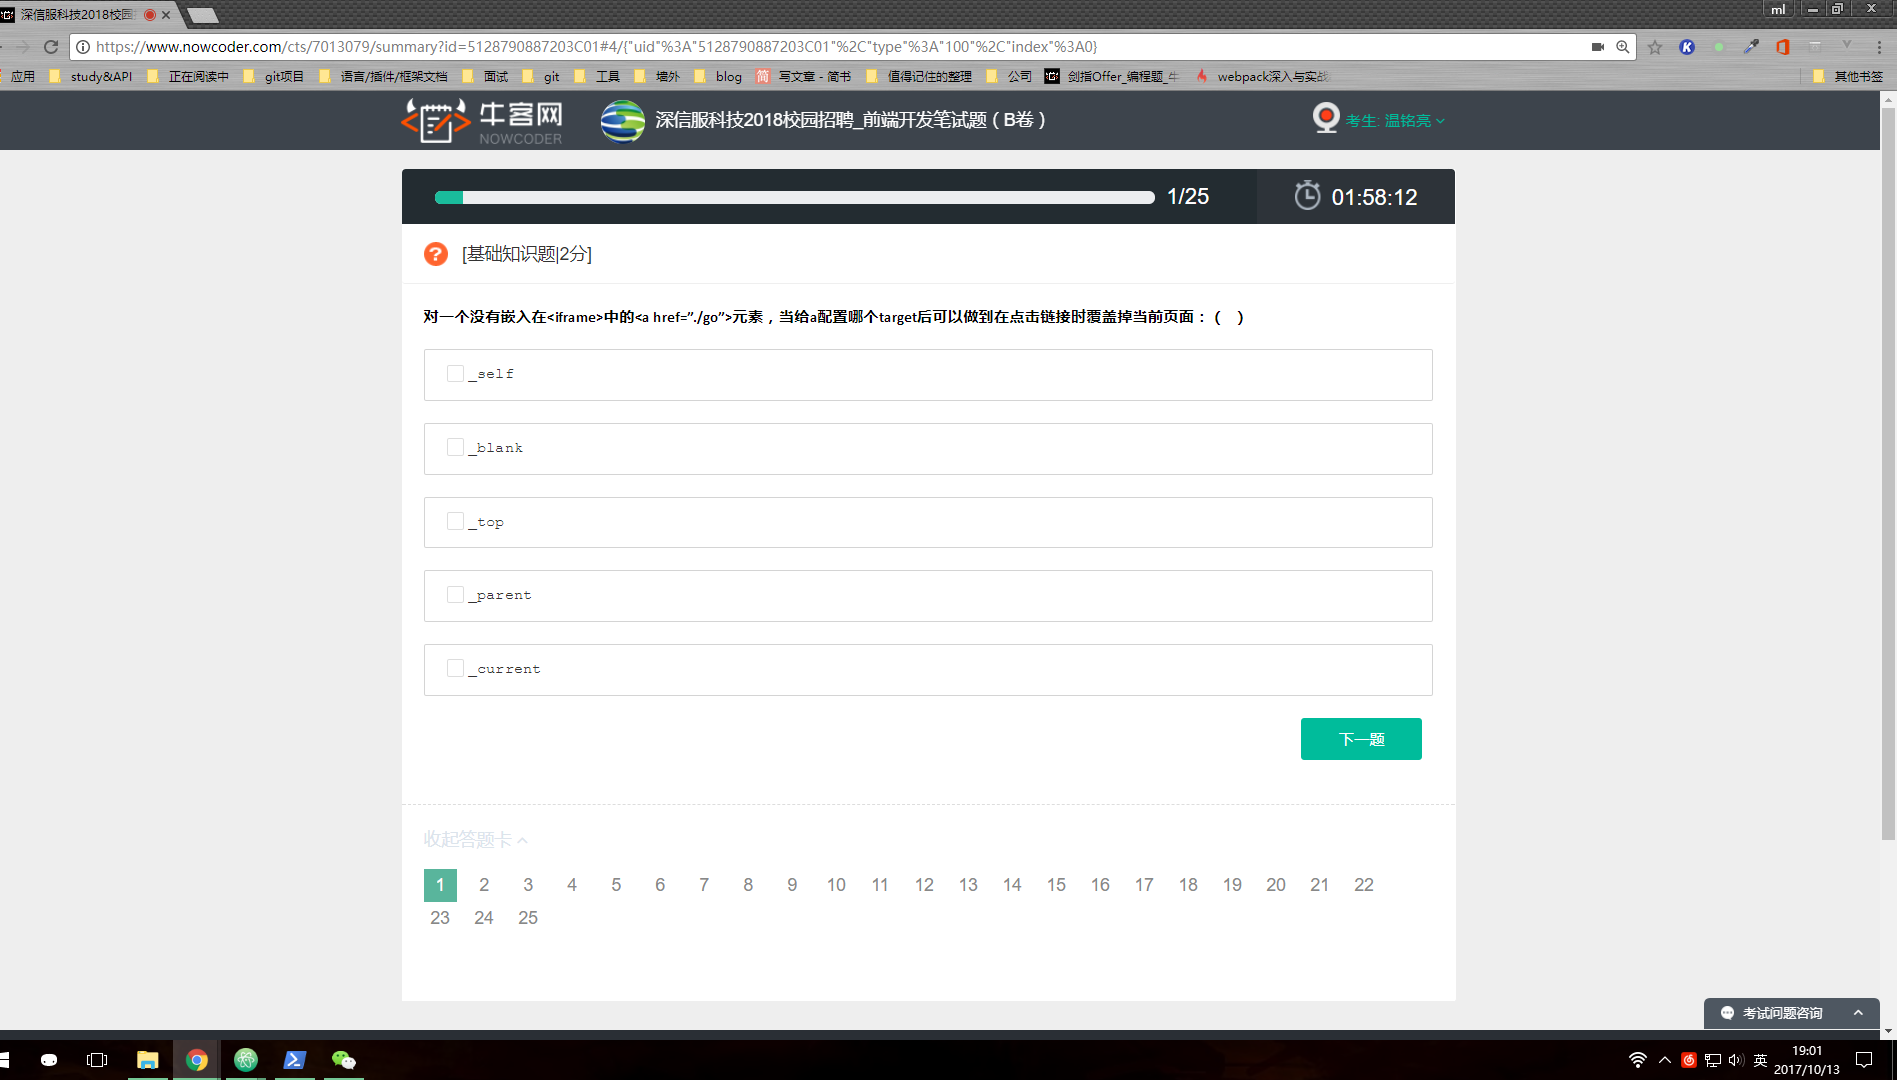 深信服科技2018校园
ml
https://www.nowcoder.com/cts/7013079/summary?id=5128790887203C01#4/{"uid"%3A"5128790887203C01"%2C"type"%3A"100"%2C"index"%3A0}
应用 study&API 正在阅读中 git项目 语言/插件/框架文档 面试 git 工具 墙外 blog 简 写文章 - 简书 值得记住的整理 公司 剑指Offer_编程题_牛 webpack深入与实战 其他书签
牛客网
NOWCODER
深信服科技2018校园招聘_前端开发笔试题（B卷）
考生: 温铭亮
1/25
01:58:12
[基础知识题|2分]
对一个没有嵌入在<iframe>中的<a href=”./go”>元素，当给a配置哪个target后可以做到在点击链接时覆盖掉当前页面：（ ）
_self
_blank
_top
_parent
_current
下一题
收起答题卡
1 2 3 4 5 6 7 8 9 10 11 12 13 14 15 16 17 18 19 20 21 22
23 24 25
考试问题咨询
英
19:01
2017/10/13